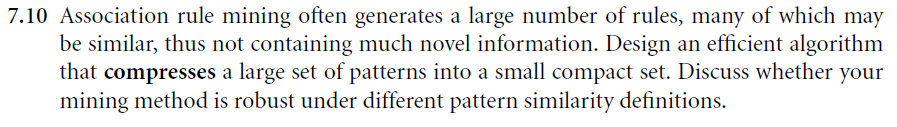 7.10 Association rule mining often generates a large number of rules, many of which may
be similar, thus not containing much novel information. Design an efficient algorithm
that compresses a large set of patterns into a small compact set. Discuss whether your
mining method is robust under different pattern similarity definitions.